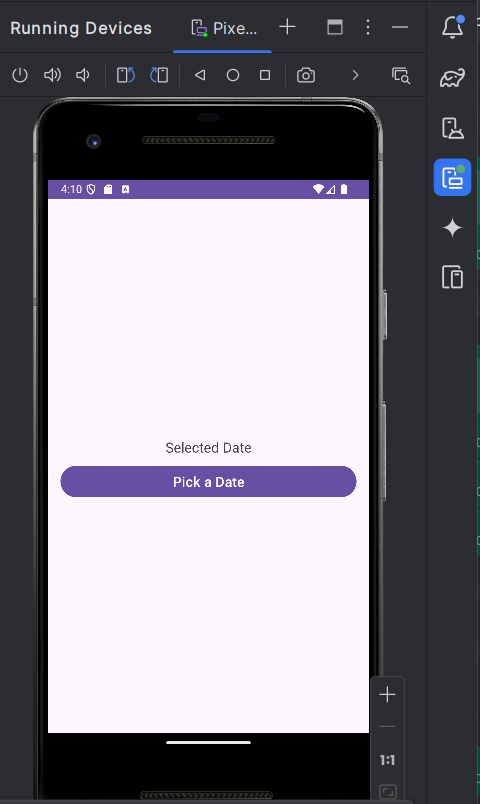 Running Devices
Pixe...
4:10
Selected Date
Pick a Date
1:1